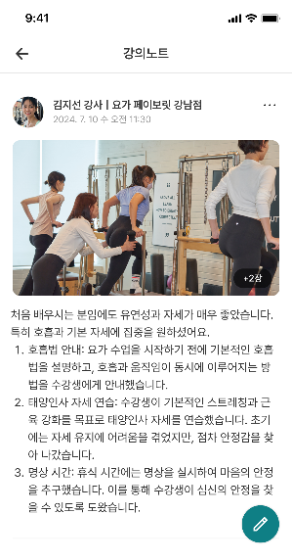 9:41
강의노트
김지선 강사 | 요가 페이보릿 강남점
2024. 7. 10 수 오전 11:30
+2장
처음 배우시는 분임에도 유연성과 자세가 매우 좋았습니다.
특히 호흡과 기본 자세에 집중을 원하셨어요.
1. 호흡법 안내: 요가 수업을 시작하기 전에 기본적인 호흡
법을 설명하고, 호흡과 움직임이 동시에 이루어지는 방
법을 수강생에게 안내했습니다.
2. 태양인사 자세 연습: 수강생이 기본적인 스트레칭과 근
육 강화를 목표로 태양인사 자세를 연습했습니다. 초기
에는 자세 유지에 어려움을 겪었지만, 점차 안정감을 찾
아 나갔습니다.
3. 명상 시간: 휴식 시간에는 명상을 실시하여 마음의 안정
을 추구했습니다. 이를 통해 수강생이 심신의 안정을 찾
을 수 있도록 도왔습니다.